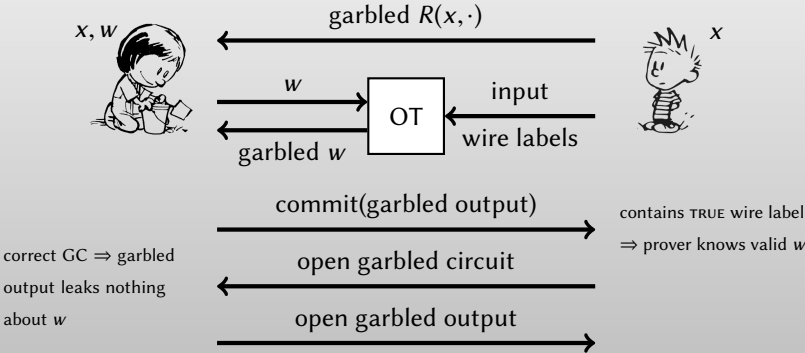 garbled R(x,·)
x, w
x
w
OT
input
garbled w
wire labels
commit(garbled output)
contains TRUE wire label
⇒ prover knows valid w
correct GC ⇒ garbled
output leaks nothing
about w
open garbled circuit
open garbled output